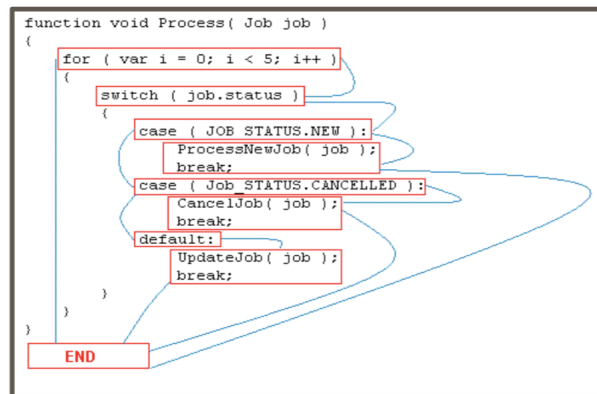 function void Process( Job job )
{
for ( var i = 0; i < 5; i++ )
{
switch ( job.status )
{
case ( JOB_STATUS.NEW ):
ProcessNewJob( job );
break;
case ( Job_STATUS.CANCELLED ):
CancelJob( job );
break;
default:
UpdateJob( job );
break;
}
}
}
END